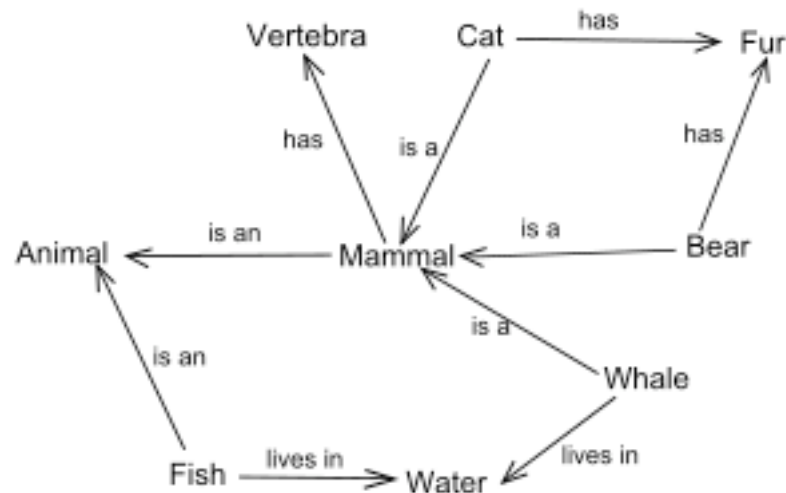 Vertebra
Cat
has
Fur
has
is a
has
is an
is a
Animal
Mammal
Bear
is an
is a
Whale
lives in
lives in
Fish
Water